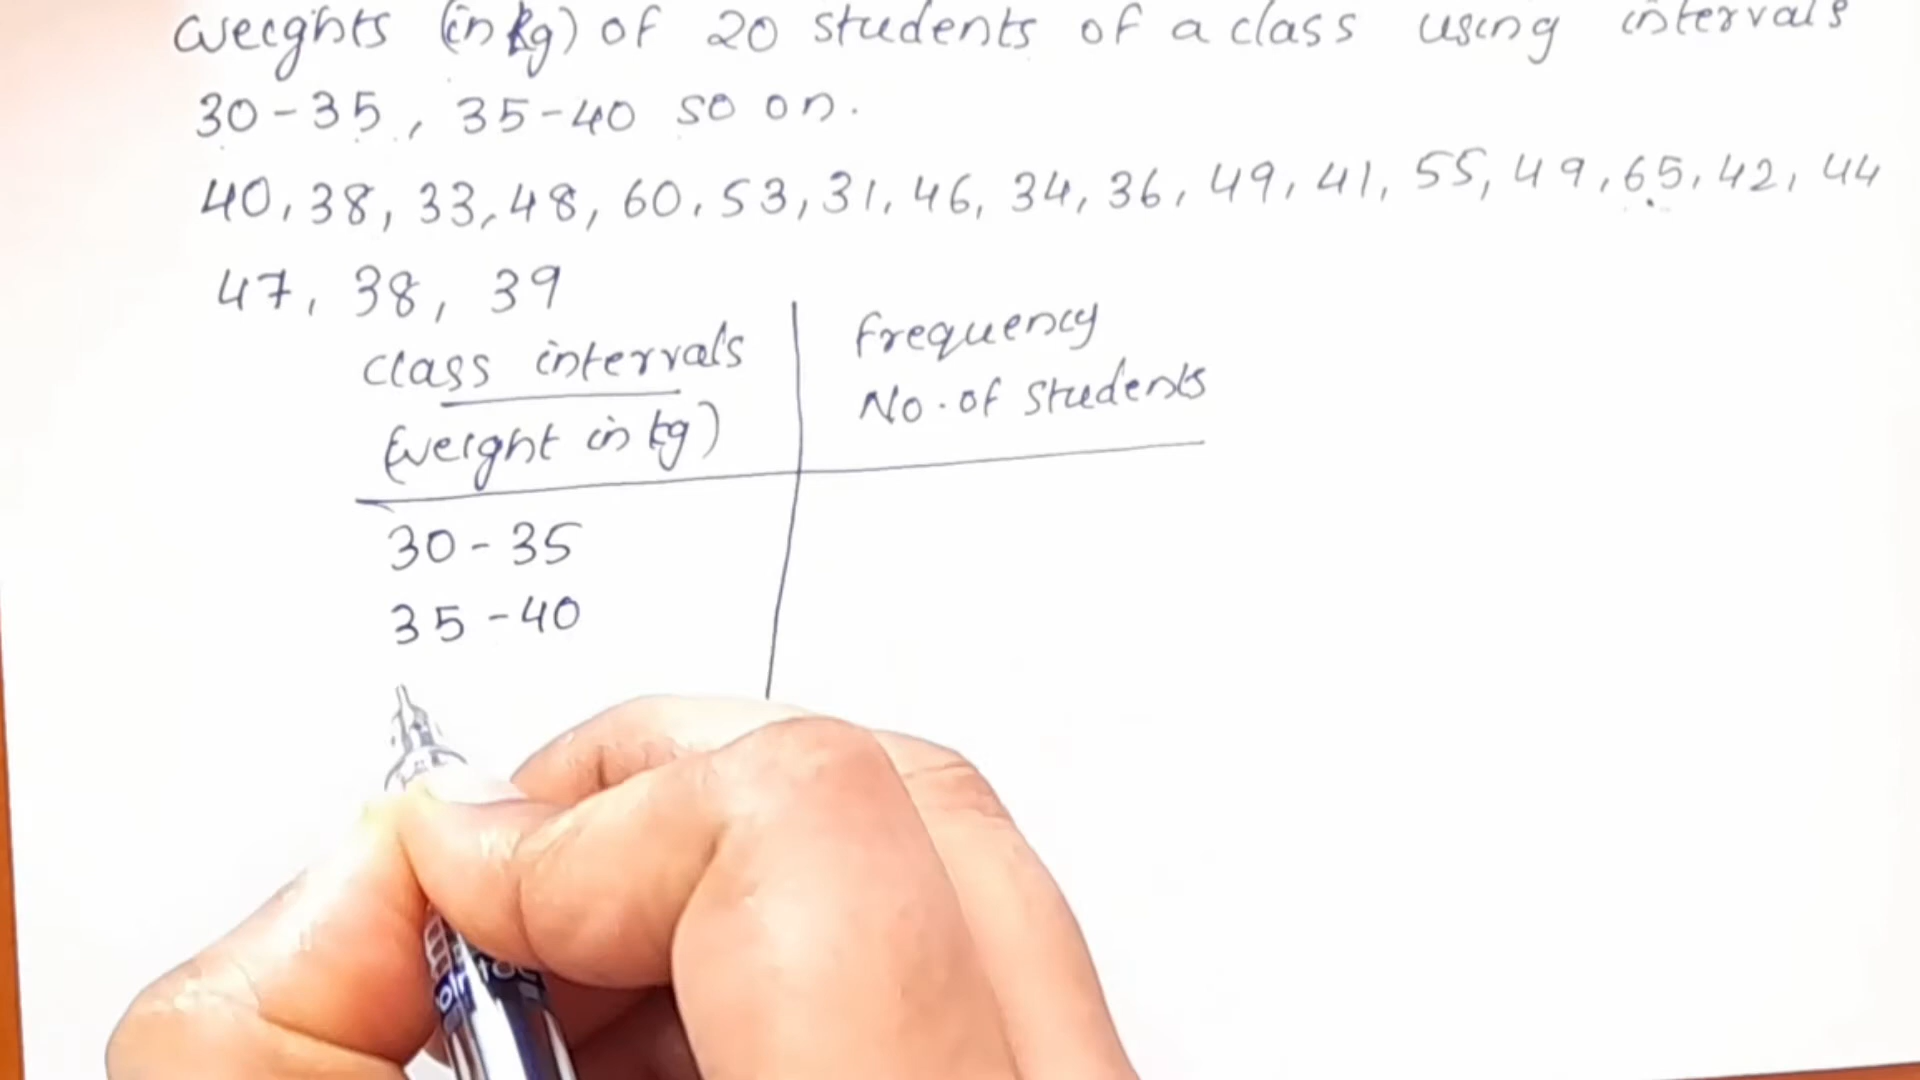 weights (in kg) of 20 students of a class using intervals
30-35, 35-40 so on.
40, 38, 33, 48, 60, 53, 31, 46, 34, 36, 49, 41, 55, 49, 65, 42, 44
47, 38, 39
class intervals
(weight in kg)
frequency
No. of students
30-35
35-40